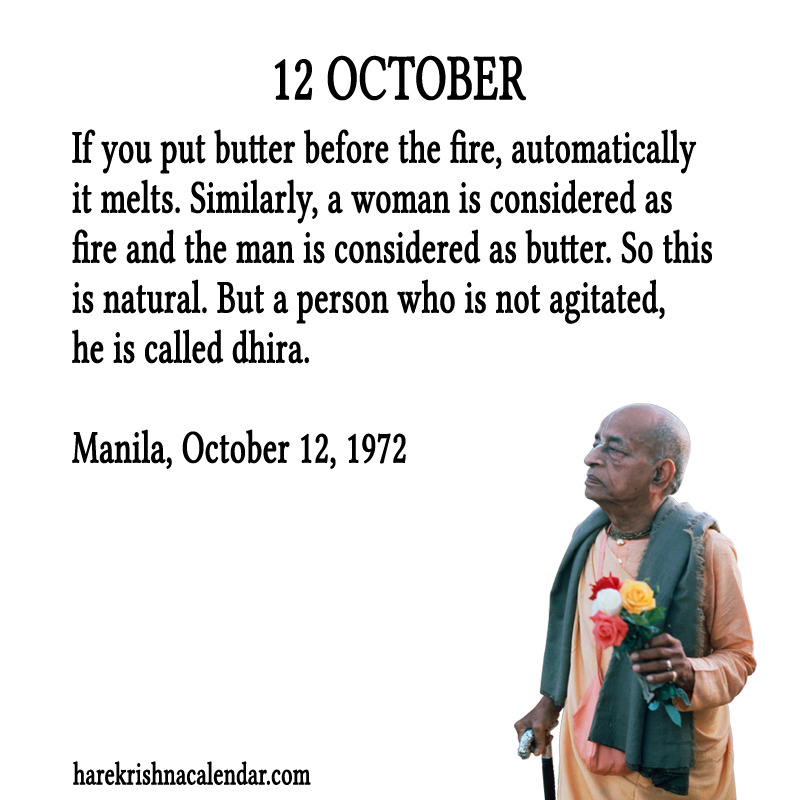 12 OCTOBER
If you put butter before the fire, automatically
it melts. Similarly, a woman is considered as
fire and the man is considered as butter. So this
is natural. But a person who is not agitated,
he is called dhira.
Manila, October 12, 1972
harekrishnacalendar.com